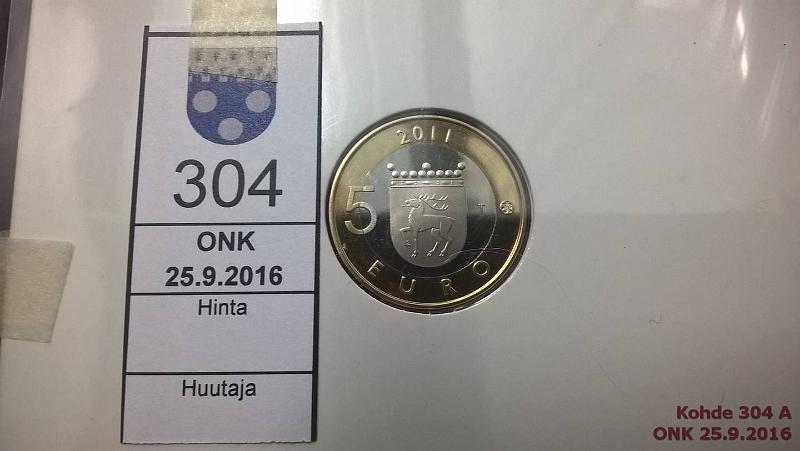 304
ONK
25.9.2016
Hinta
Huutaja
2011
5
T
EURO
Kohde 304 A
ONK 25.9.2016